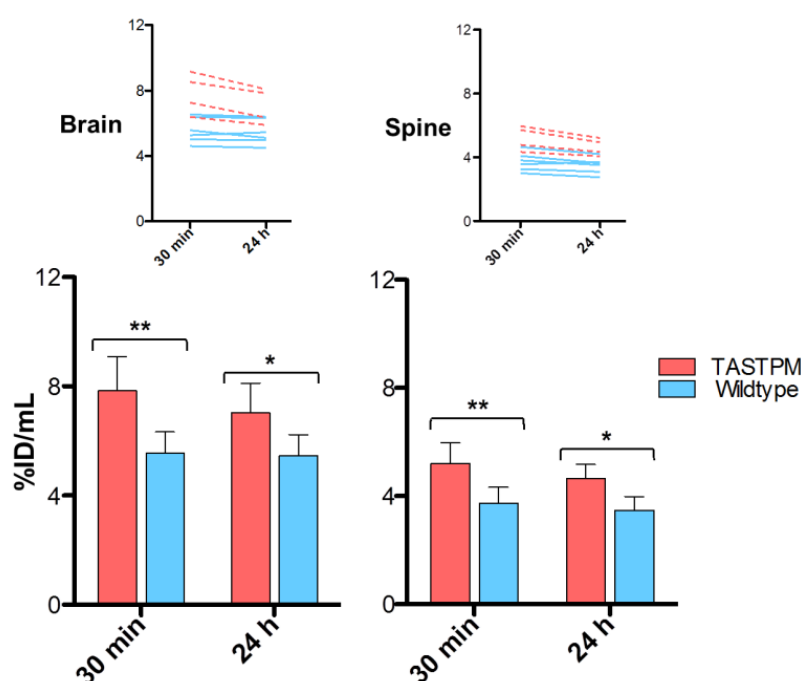 12
8
4
0
Brain
30 min
24 h
12
8
4
0
Spine
30 min
24 h
12
8
4
0
%ID/mL
**
*
30 min
24 h
12
8
4
0
**
*
30 min
24 h
TASTPM
Wildtype